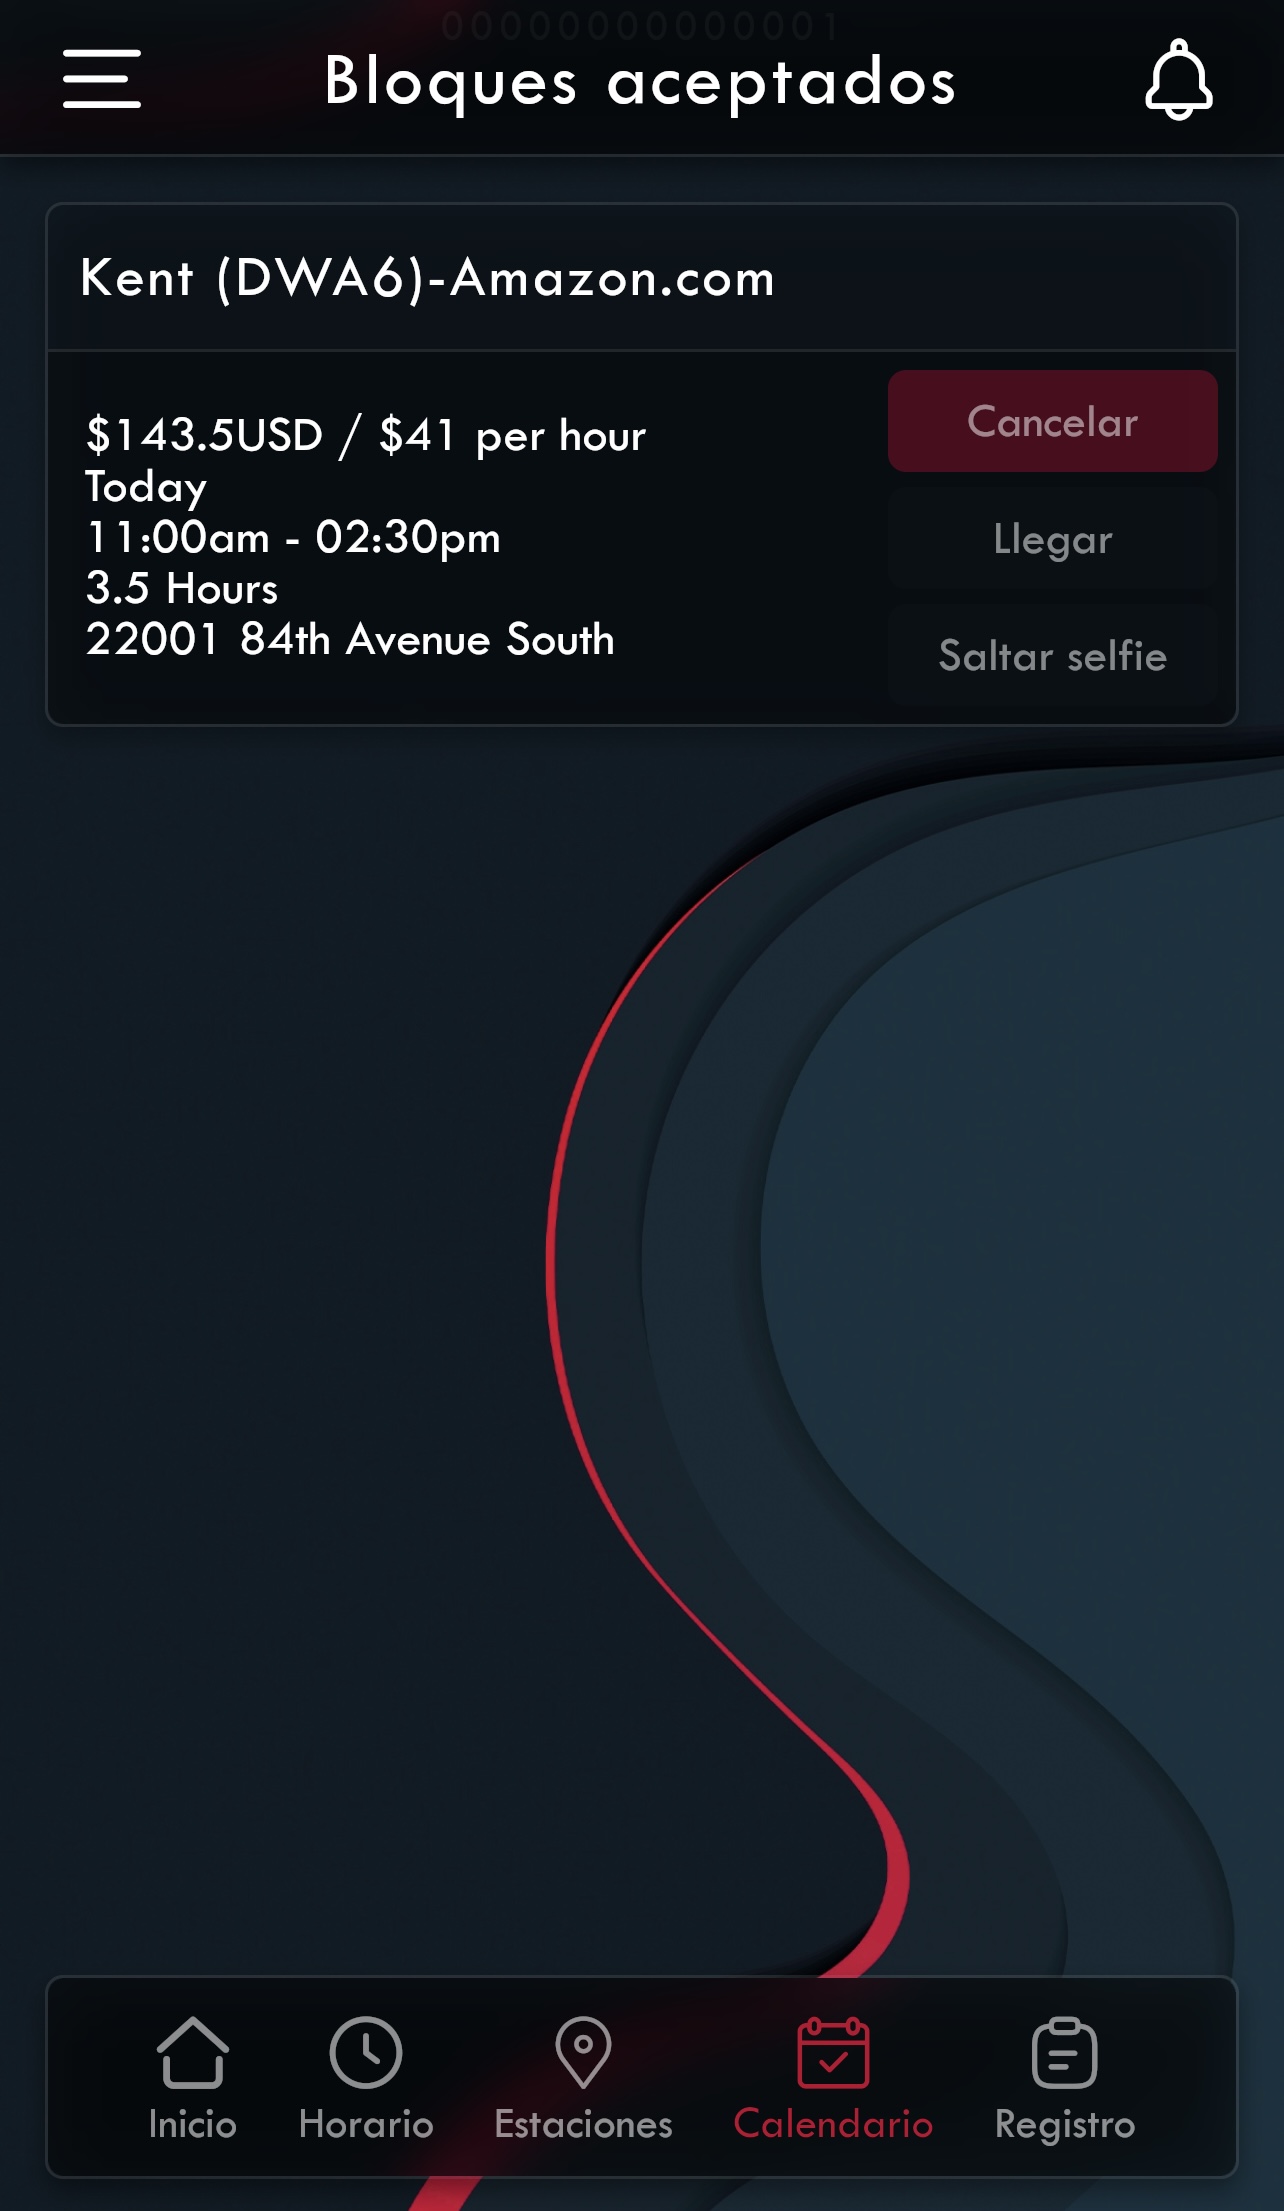 00000000000001
Bloques aceptados
Kent (DWA6)-Amazon.com
$143.5USD / $41 per hour
Today
11:00am - 02:30pm
3.5 Hours
22001 84th Avenue South
Cancelar
Llegar
Saltar selfie
Inicio
Horario
Estaciones
Calendario
Registro